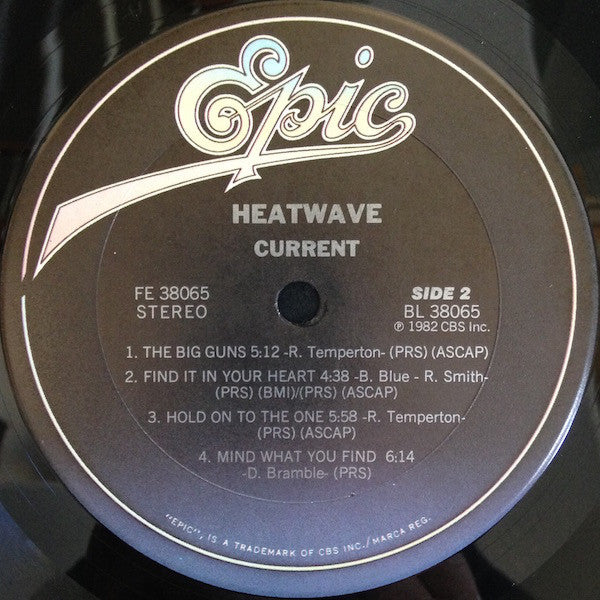 Epic
HEATWAVE
CURRENT
FE 38065
STEREO
SIDE 2
BL 38065
℗ 1982 CBS Inc.
1. THE BIG GUNS 5:12 -R. Temperton- (PRS) (ASCAP)
2. FIND IT IN YOUR HEART 4:38 -B. Blue - R. Smith-
(PRS) (BMI)/(PRS) (ASCAP)
3. HOLD ON TO THE ONE 5:58 -R. Temperton-
(PRS) (ASCAP)
4. MIND WHAT YOU FIND 6:14
-D. Bramble- (PRS)
"EPIC", IS A TRADEMARK OF CBS INC./MARCA REG.